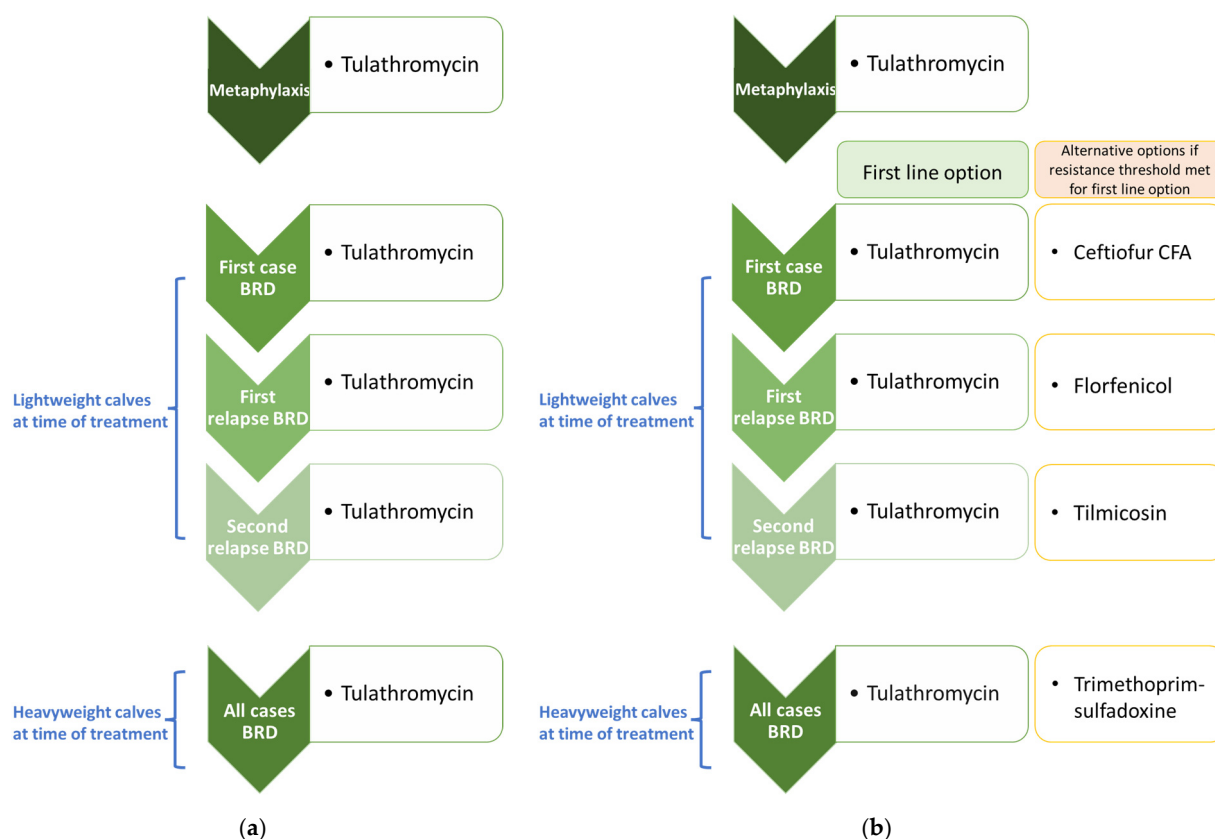 Metaphylaxis
• Tulathromycin
First case
BRD
• Tulathromycin
First
relapse BRD
• Tulathromycin
Second
relapse BRD
• Tulathromycin
Lightweight calves
at time of treatment
All cases
BRD
• Tulathromycin
Heavyweight calves
at time of treatment
(a)
Metaphylaxis
• Tulathromycin
First line option
Alternative options if
resistance threshold met
for first line option
First case
BRD
• Tulathromycin
• Ceftiofur CFA
First
relapse BRD
• Tulathromycin
• Florfenicol
Second
relapse BRD
• Tulathromycin
• Tilmicosin
Lightweight calves
at time of treatment
All cases
BRD
• Tulathromycin
• Trimethoprim-
sulfadoxine
Heavyweight calves
at time of treatment
(b)